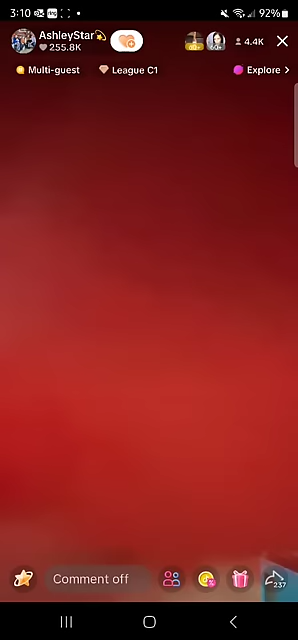 3:10 92%
AshleyStar💫
255.8K
4.4K
Multi-guest League C1 Explore >
Comment off
237